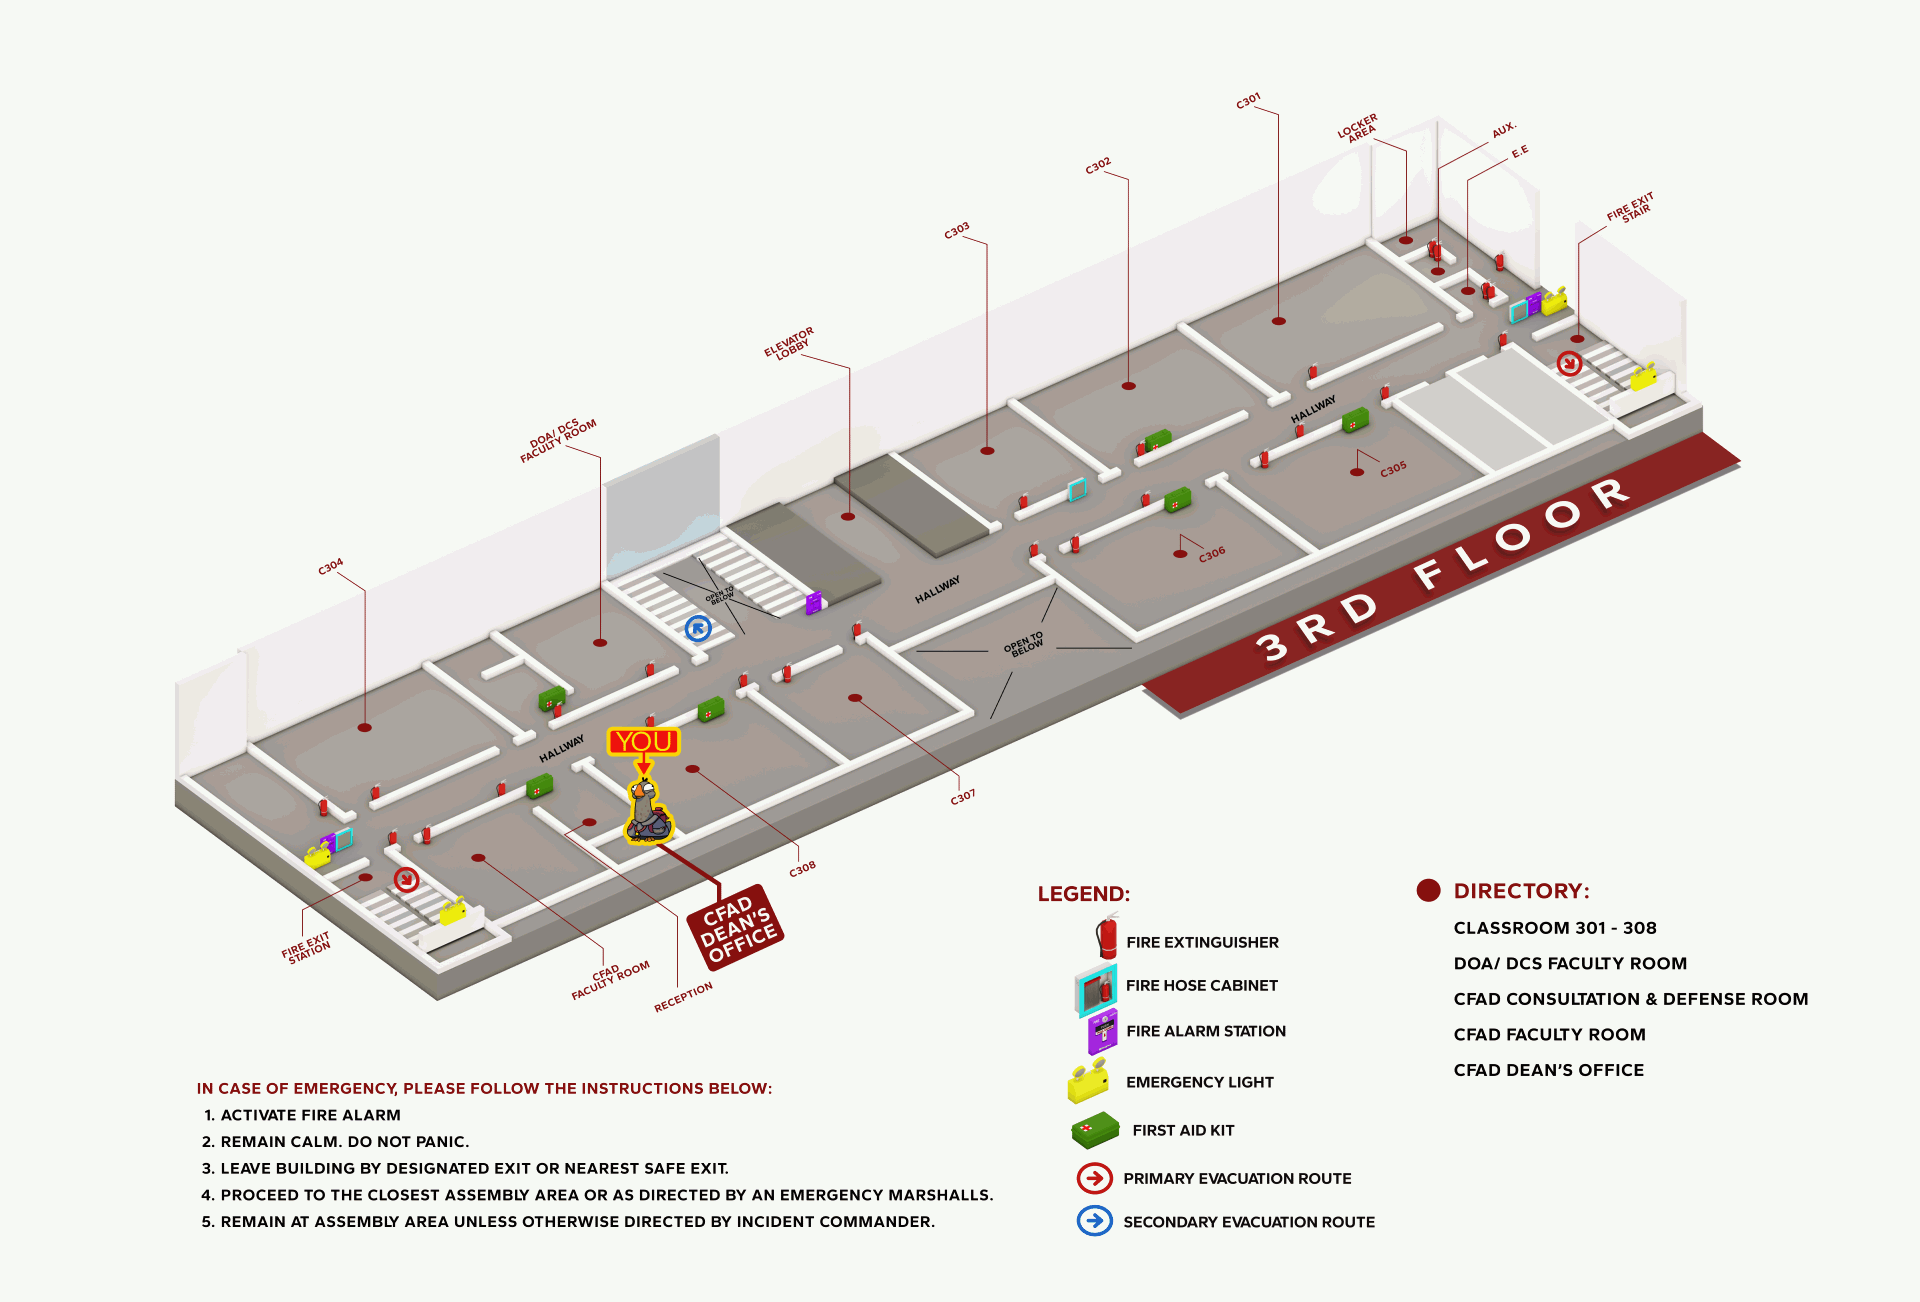 C301
LOCKER
AREA
AUX.
E.E
C302
FIRE EXIT
STAIR
C303
ELEVATOR
LOBBY
DOA/ DCS
FACULTY ROOM
C304
HALLWAY
C305
3RD FLOOR
C306
HALLWAY
OPEN TO
BELOW
OPEN TO
BELOW
HALLWAY
YOU
C307
C308
CFAD
DEAN'S
OFFICE
FIRE EXIT
STATION
CFAD
FACULTY ROOM
RECEPTION
LEGEND:
FIRE EXTINGUISHER
FIRE HOSE CABINET
FIRE ALARM STATION
EMERGENCY LIGHT
FIRST AID KIT
PRIMARY EVACUATION ROUTE
SECONDARY EVACUATION ROUTE
DIRECTORY:
CLASSROOM 301 - 308
DOA/ DCS FACULTY ROOM
CFAD CONSULTATION & DEFENSE ROOM
CFAD FACULTY ROOM
CFAD DEAN'S OFFICE
IN CASE OF EMERGENCY, PLEASE FOLLOW THE INSTRUCTIONS BELOW:
1. ACTIVATE FIRE ALARM
2. REMAIN CALM. DO NOT PANIC.
3. LEAVE BUILDING BY DESIGNATED EXIT OR NEAREST SAFE EXIT.
4. PROCEED TO THE CLOSEST ASSEMBLY AREA OR AS DIRECTED BY AN EMERGENCY MARSHALLS.
5. REMAIN AT ASSEMBLY AREA UNLESS OTHERWISE DIRECTED BY INCIDENT COMMANDER.